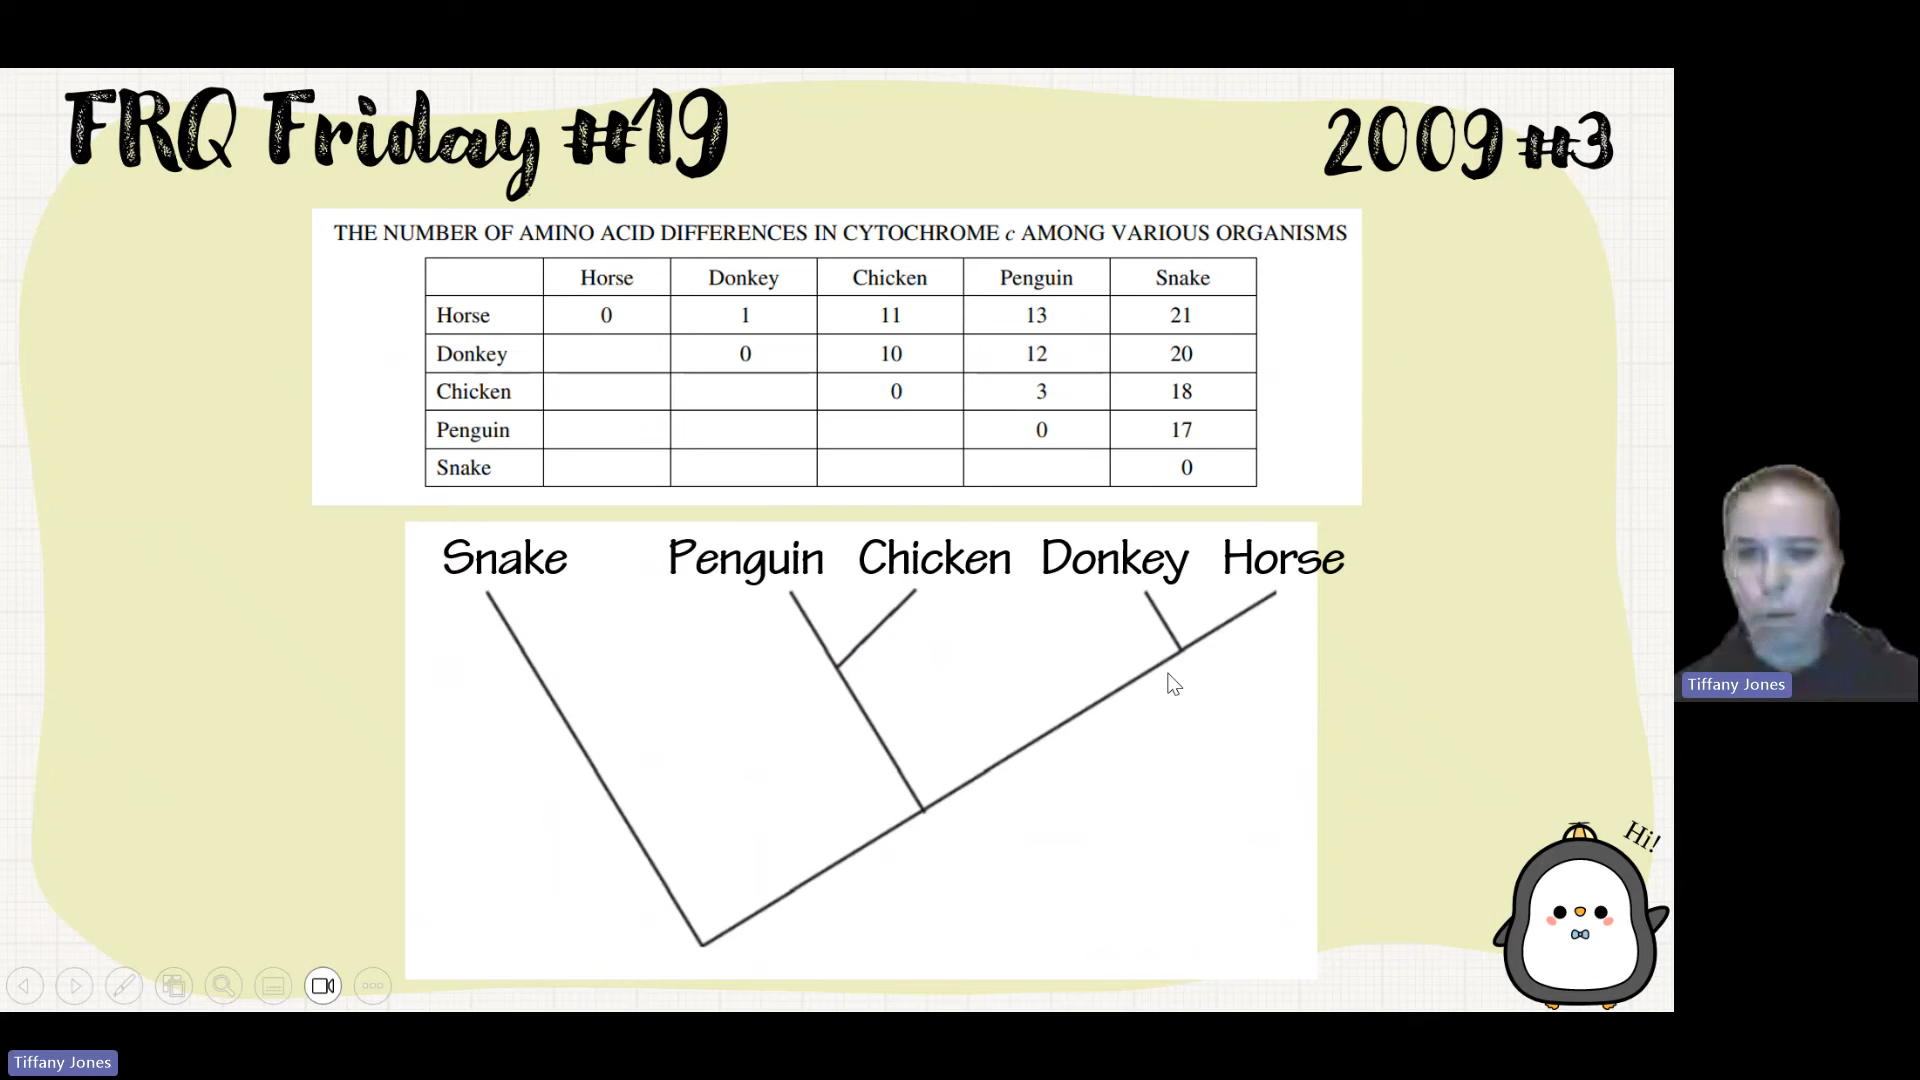 FRQ Friday #19
2009 #3
THE NUMBER OF AMINO ACID DIFFERENCES IN CYTOCHROME c AMONG VARIOUS ORGANISMS
Horse Donkey Chicken Penguin Snake
Horse 0 1 11 13 21
Donkey 0 10 12 20
Chicken 0 3 18
Penguin 0 17
Snake 0
Snake Penguin Chicken Donkey Horse
Hi!
Tiffany Jones
Tiffany Jones